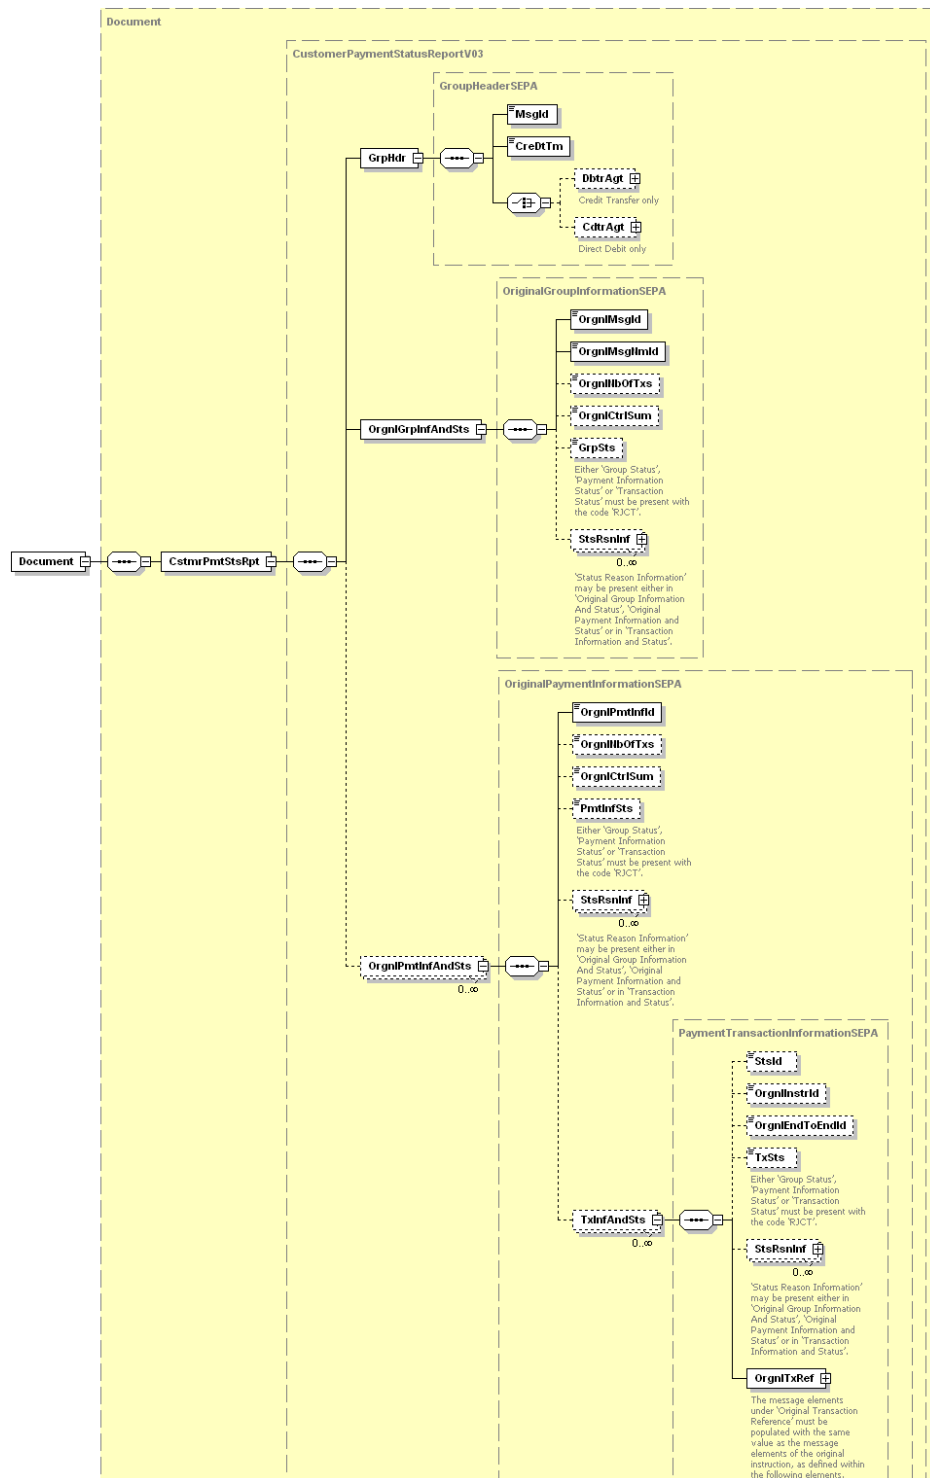 Document
CustomerPaymentStatusReportV03
GroupHeaderSEPA
MsgId
CreDtTm
GrpHdr
DbtrAgt
Credit Transfer only
CdtrAgt
Direct Debit only
OriginalGroupInformationSEPA
OrgnlMsgId
OrgnlMsgNmId
OrgnlNbOfTxs
OrgnlCtrlSum
OrgnlGrpInfAndSts
GrpSts
Either 'Group Status',
'Payment Information
Status' or 'Transaction
Status' must be present with
the code 'RJCT'.
StsRsnInf
0..∞
Document
CstmrPmtStsRpt
'Status Reason Information'
may be present either in
'Original Group Information
And Status', 'Original
Payment Information and
Status' or in 'Transaction
Information and Status'.
OriginalPaymentInformationSEPA
OrgnlPmtInfId
OrgnlNbOfTxs
OrgnlCtrlSum
PmtInfSts
Either 'Group Status',
'Payment Information
Status' or 'Transaction
Status' must be present with
the code 'RJCT'.
StsRsnInf
0..∞
'Status Reason Information'
may be present either in
'Original Group Information
And Status', 'Original
Payment Information and
Status' or in 'Transaction
Information and Status'.
OrgnlPmtInfAndSts
0..∞
PaymentTransactionInformationSEPA
StsId
OrgnlInstrId
OrgnlEndToEndId
TxSts
Either 'Group Status',
'Payment Information
Status' or 'Transaction
Status' must be present with
the code 'RJCT'.
TxInfAndSts
0..∞
StsRsnInf
0..∞
'Status Reason Information'
may be present either in
'Original Group Information
And Status', 'Original
Payment Information and
Status' or in 'Transaction
Information and Status'.
OrgnlTxRef
The message elements
under 'Original Transaction
Reference' must be
populated with the same
value as the message
elements of the original
instruction, as defined within
the following elements.